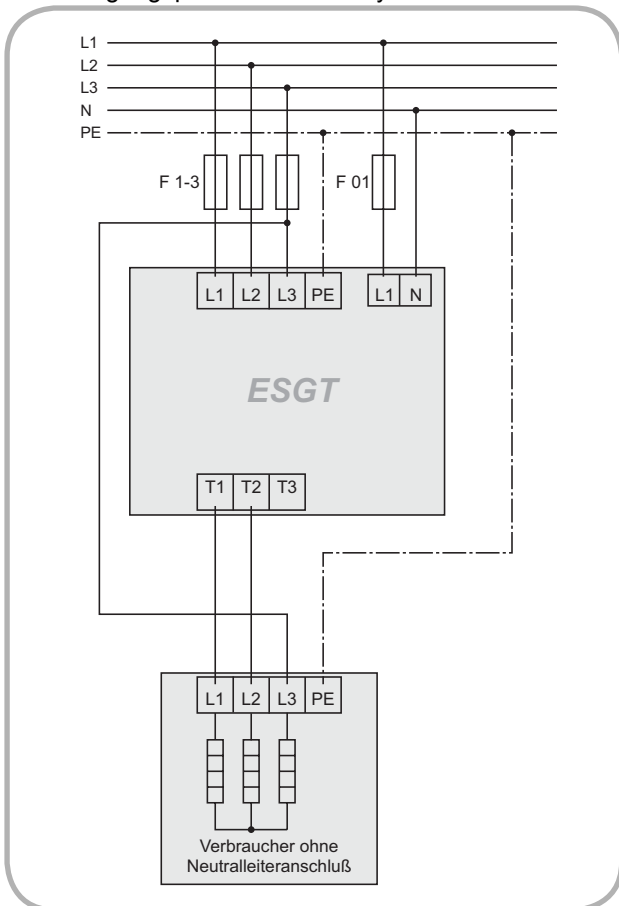 L1
L2
L3
N
PE
F 1-3
F 01
L1 L2 L3 PE
L1 N
ESGT
T1 T2 T3
L1 L2 L3 PE
Verbraucher ohne
Neutralleiteranschluß